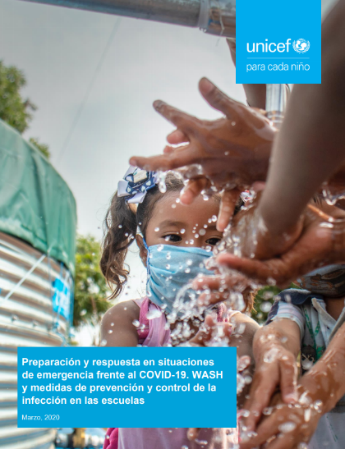 unicef
para cada niño
Preparación y respuesta en situaciones
de emergencia frente al COVID-19. WASH
y medidas de prevención y control de la
infección en las escuelas
Marzo, 2020